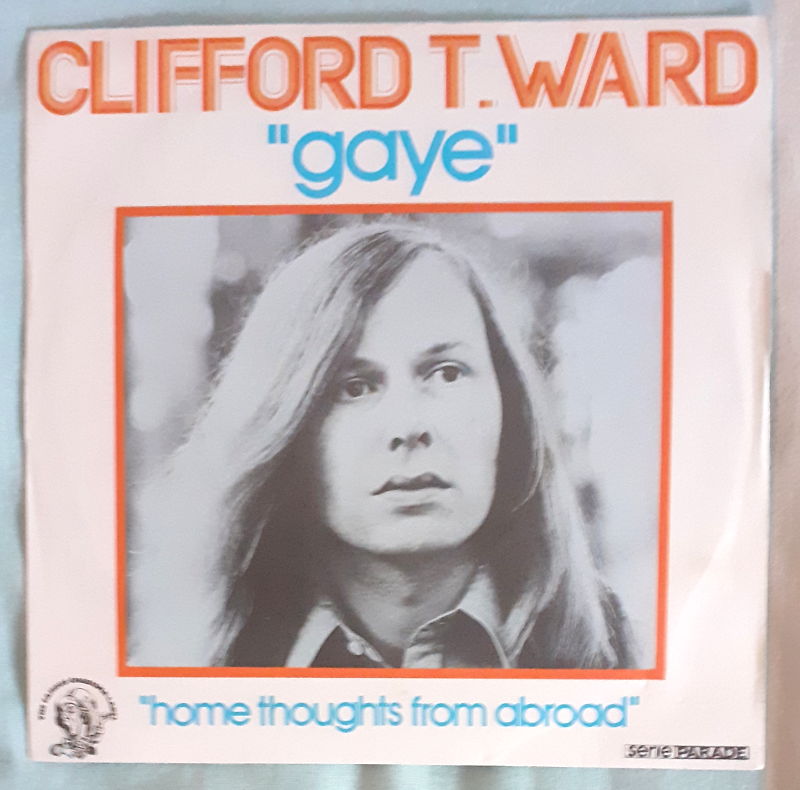 CLIFFORD T. WARD
"gaye"
"home thoughts from abroad"
serie PARADE